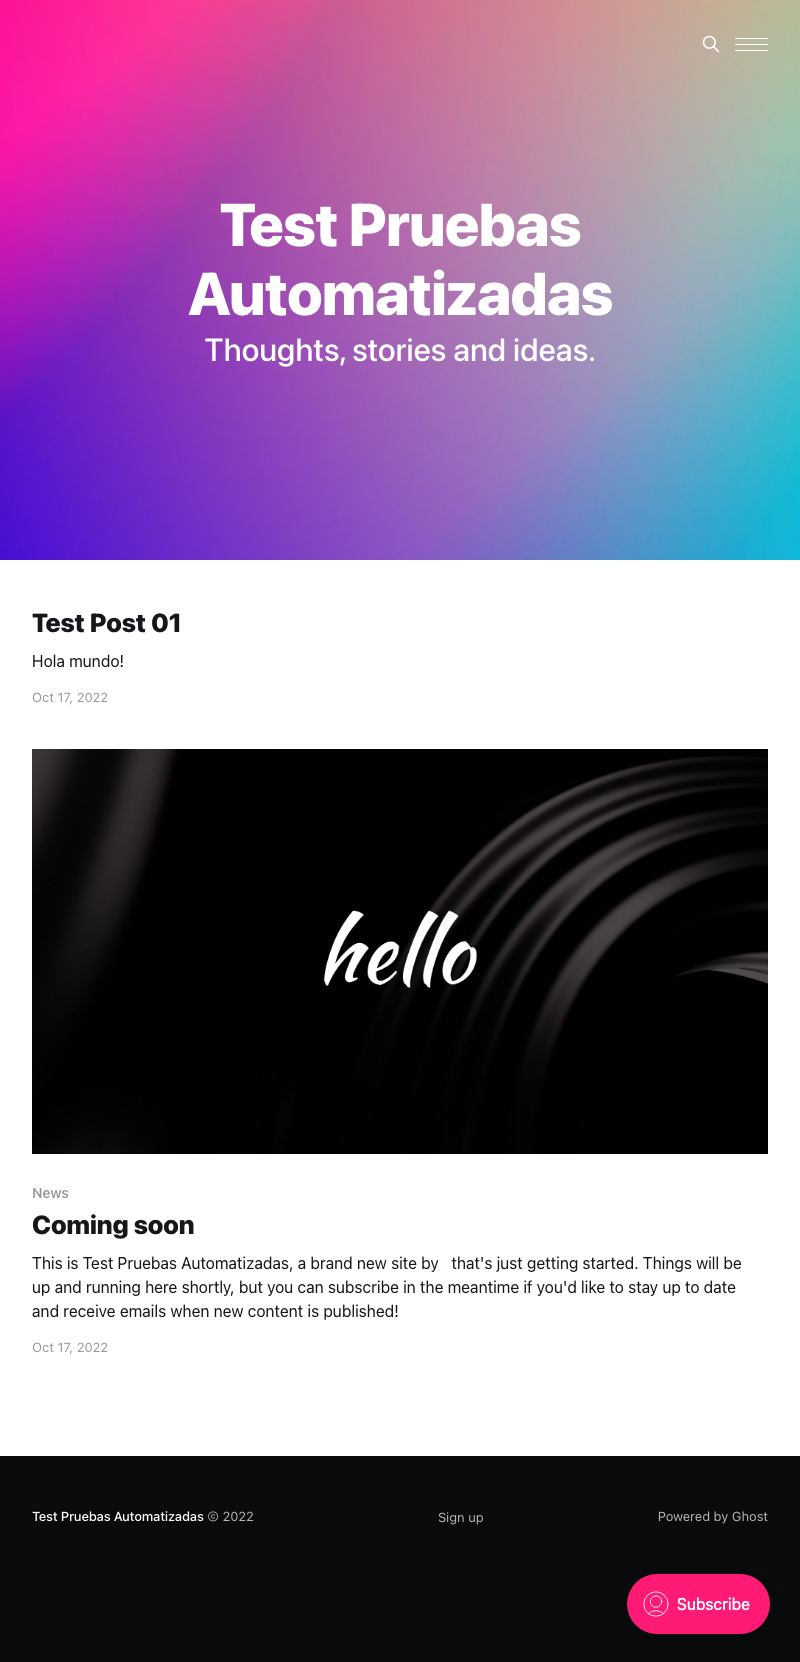 Test Pruebas
Automatizadas
Thoughts, stories and ideas.
Test Post 01
Hola mundo!
Oct 17, 2022
hello
News
Coming soon
This is Test Pruebas Automatizadas, a brand new site by   that's just getting started. Things will be
up and running here shortly, but you can subscribe in the meantime if you'd like to stay up to date
and receive emails when new content is published!
Oct 17, 2022
Test Pruebas Automatizadas © 2022
Sign up
Powered by Ghost
Subscribe